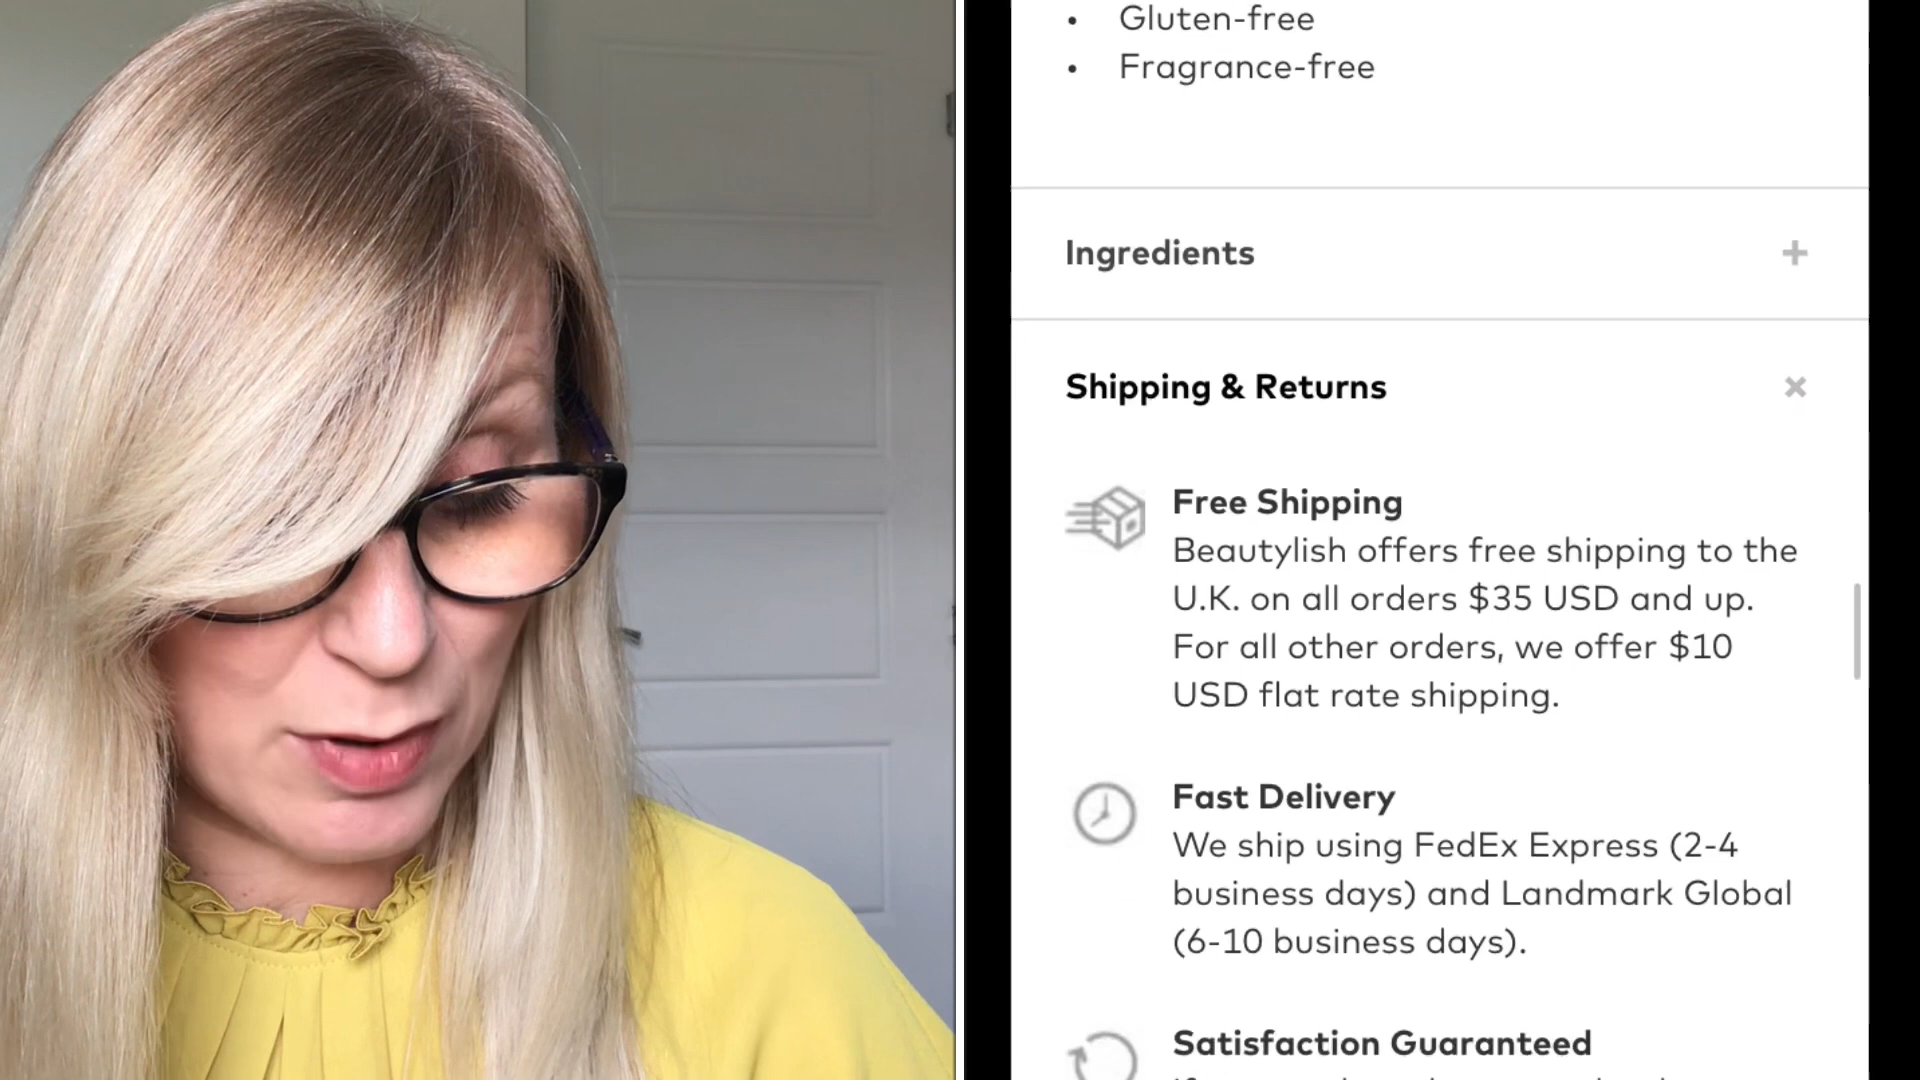 • Gluten-free
• Fragrance-free
Ingredients +
Shipping & Returns ×
Free Shipping
Beautylish offers free shipping to the
U.K. on all orders $35 USD and up.
For all other orders, we offer $10
USD flat rate shipping.
Fast Delivery
We ship using FedEx Express (2-4
business days) and Landmark Global
(6-10 business days).
Satisfaction Guaranteed